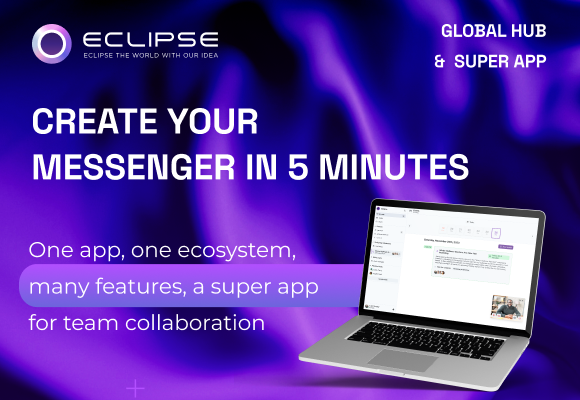 ECLIPSE
ECLIPSE THE WORLD WITH OUR IDEA
GLOBAL HUB
& SUPER APP
CREATE YOUR
MESSENGER IN 5 MINUTES
One app, one ecosystem,
many features, a super app
for team collaboration